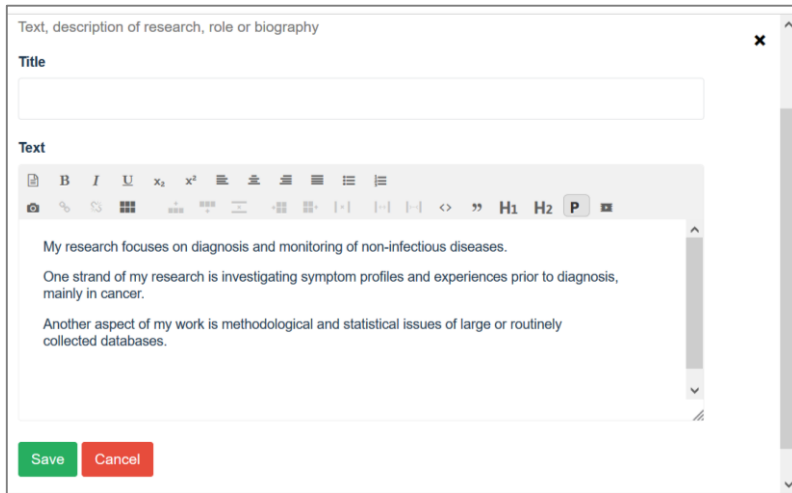 Text, description of research, role or biography
Title
Text
B I U x₂ x²
<> ” H1 H2 P
My research focuses on diagnosis and monitoring of non-infectious diseases.
One strand of my research is investigating symptom profiles and experiences prior to diagnosis,
mainly in cancer.
Another aspect of my work is methodological and statistical issues of large or routinely
collected databases.
Save Cancel